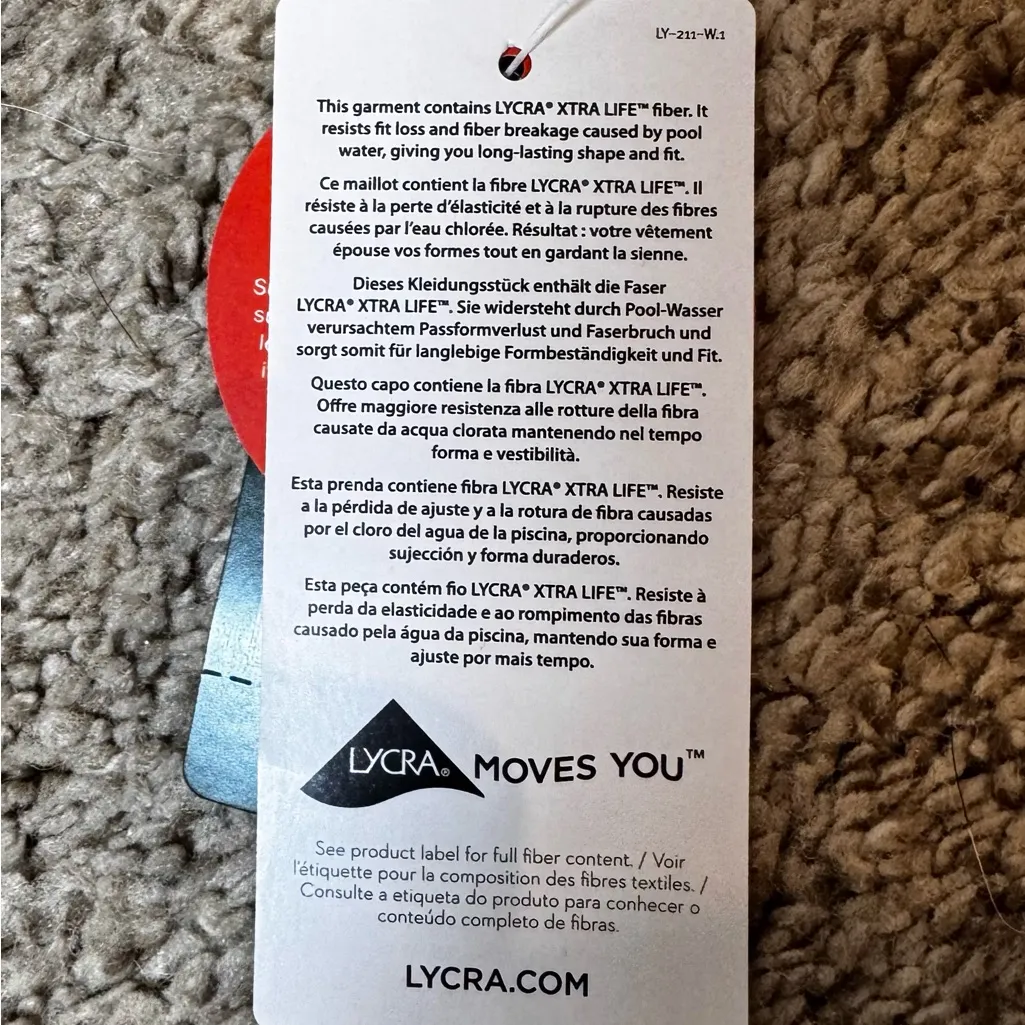 LY-211-W.1
This garment contains LYCRA® XTRA LIFE™ fiber. It
resists fit loss and fiber breakage caused by pool
water, giving you long-lasting shape and fit.
Ce maillot contient la fibre LYCRA® XTRA LIFE™. Il
résiste à la perte d'élasticité et à la rupture des fibres
causées par l'eau chlorée. Résultat : votre vêtement
épouse vos formes tout en gardant la sienne.
Dieses Kleidungsstück enthält die Faser
LYCRA® XTRA LIFE™. Sie widersteht durch Pool-Wasser
verursachtem Passformverlust und Faserbruch und
sorgt somit für langlebige Formbeständigkeit und Fit.
Questo capo contiene la fibra LYCRA® XTRA LIFE™.
Offre maggiore resistenza alle rotture della fibra
causate da acqua clorata mantenendo nel tempo
forma e vestibilità.
Esta prenda contiene fibra LYCRA® XTRA LIFE™. Resiste
a la pérdida de ajuste y a la rotura de fibra causadas
por el cloro del agua de la piscina, proporcionando
sujección y forma duraderos.
Esta peça contém fio LYCRA® XTRA LIFE™. Resiste à
perda da elasticidade e ao rompimento das fibras
causado pela água da piscina, mantendo sua forma e
ajuste por mais tempo.
LYCRA® MOVES YOU™
See product label for full fiber content. / Voir
l'étiquette pour la composition des fibres textiles. /
Consulte a etiqueta do produto para conhecer o
conteúdo completo de fibras.
LYCRA.COM